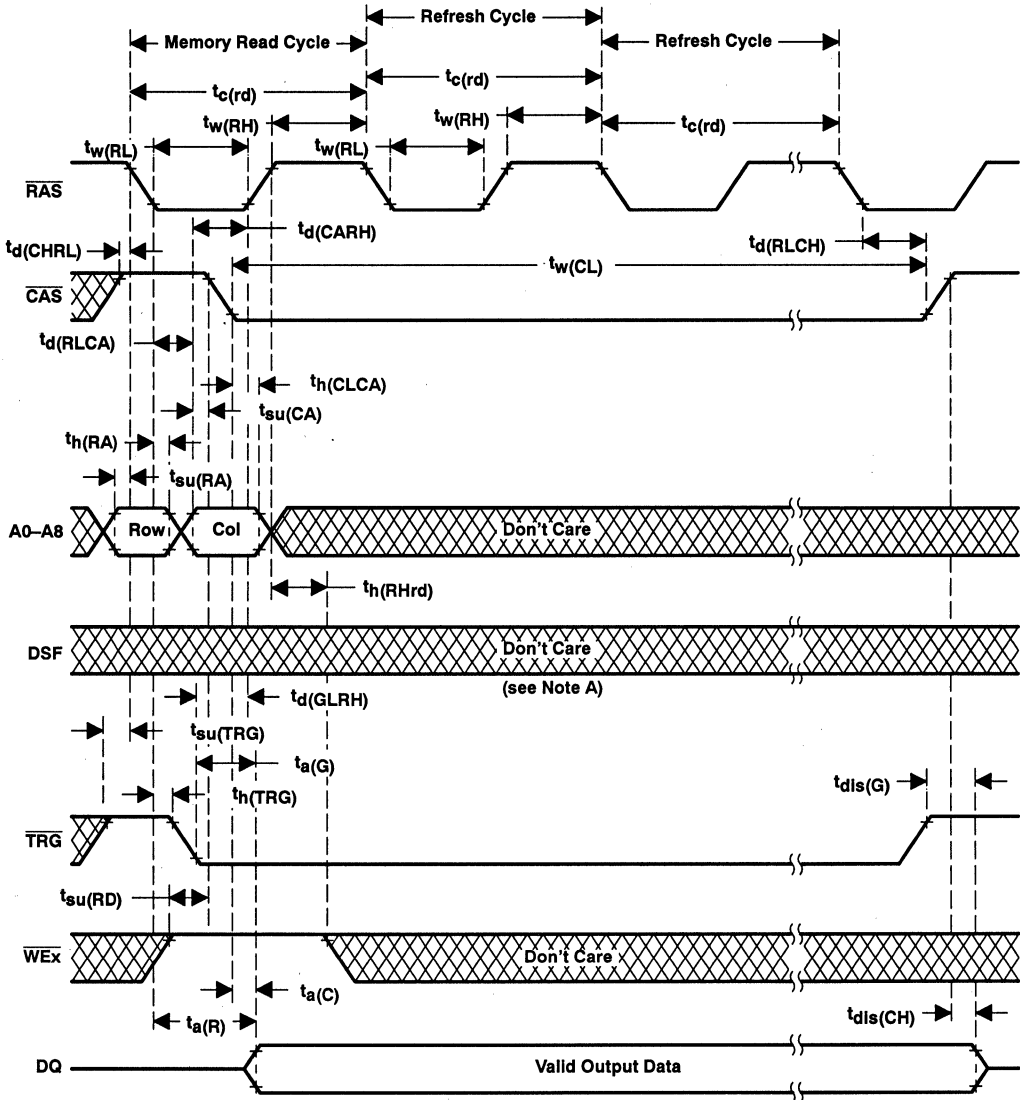 Refresh Cycle
Memory Read Cycle
Refresh Cycle
tc(rd)
tc(rd)
tw(RH)
tw(RH)
tc(rd)
tw(RL)
tw(RL)
RAS
td(CARH)
td(CHRL)
td(RLCH)
tw(CL)
CAS
td(RLCA)
th(CLCA)
tsu(CA)
th(RA)
tsu(RA)
A0–A8
Row
Col
Don't Care
th(RHrd)
DSF
Don't Care
(see Note A)
td(GLRH)
tsu(TRG)
ta(G)
tdis(G)
th(TRG)
TRG
tsu(RD)
WEx
Don't Care
ta(C)
ta(R)
tdis(CH)
DQ
Valid Output Data